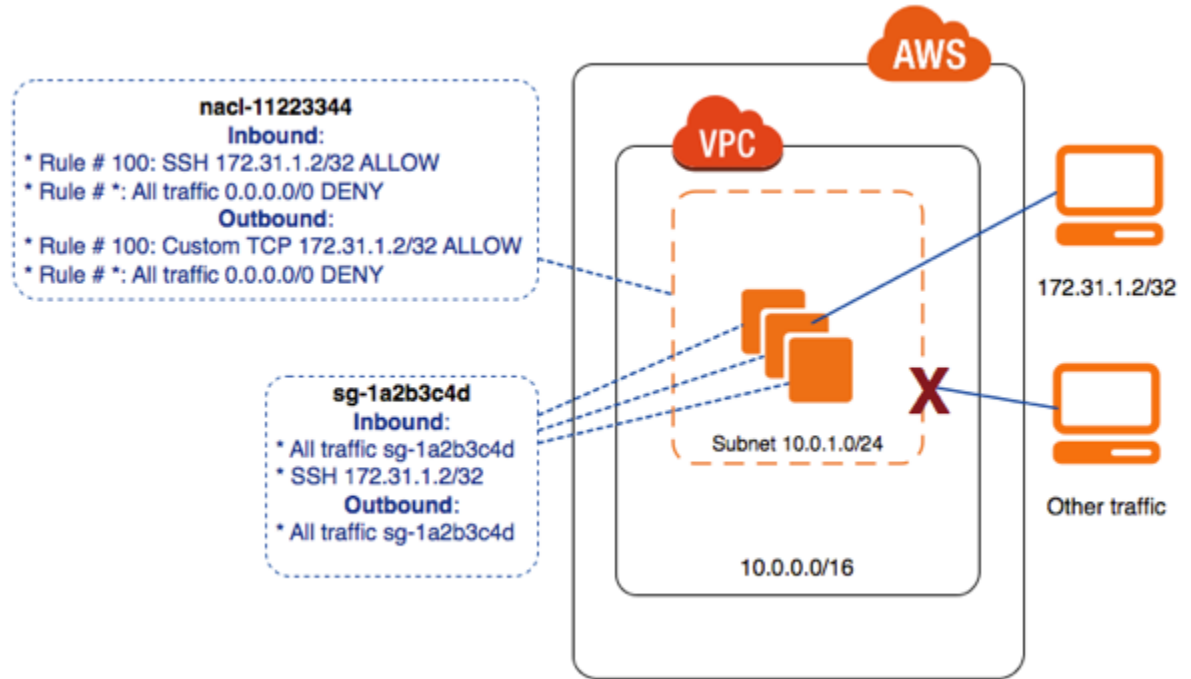 AWS
VPC
nacl-11223344
Inbound:
* Rule # 100: SSH 172.31.1.2/32 ALLOW
* Rule # *: All traffic 0.0.0.0/0 DENY
Outbound:
* Rule # 100: Custom TCP 172.31.1.2/32 ALLOW
* Rule # *: All traffic 0.0.0.0/0 DENY
172.31.1.2/32
sg-1a2b3c4d
Inbound:
* All traffic sg-1a2b3c4d
* SSH 172.31.1.2/32
Outbound:
* All traffic sg-1a2b3c4d
X
Subnet 10.0.1.0/24
Other traffic
10.0.0.0/16